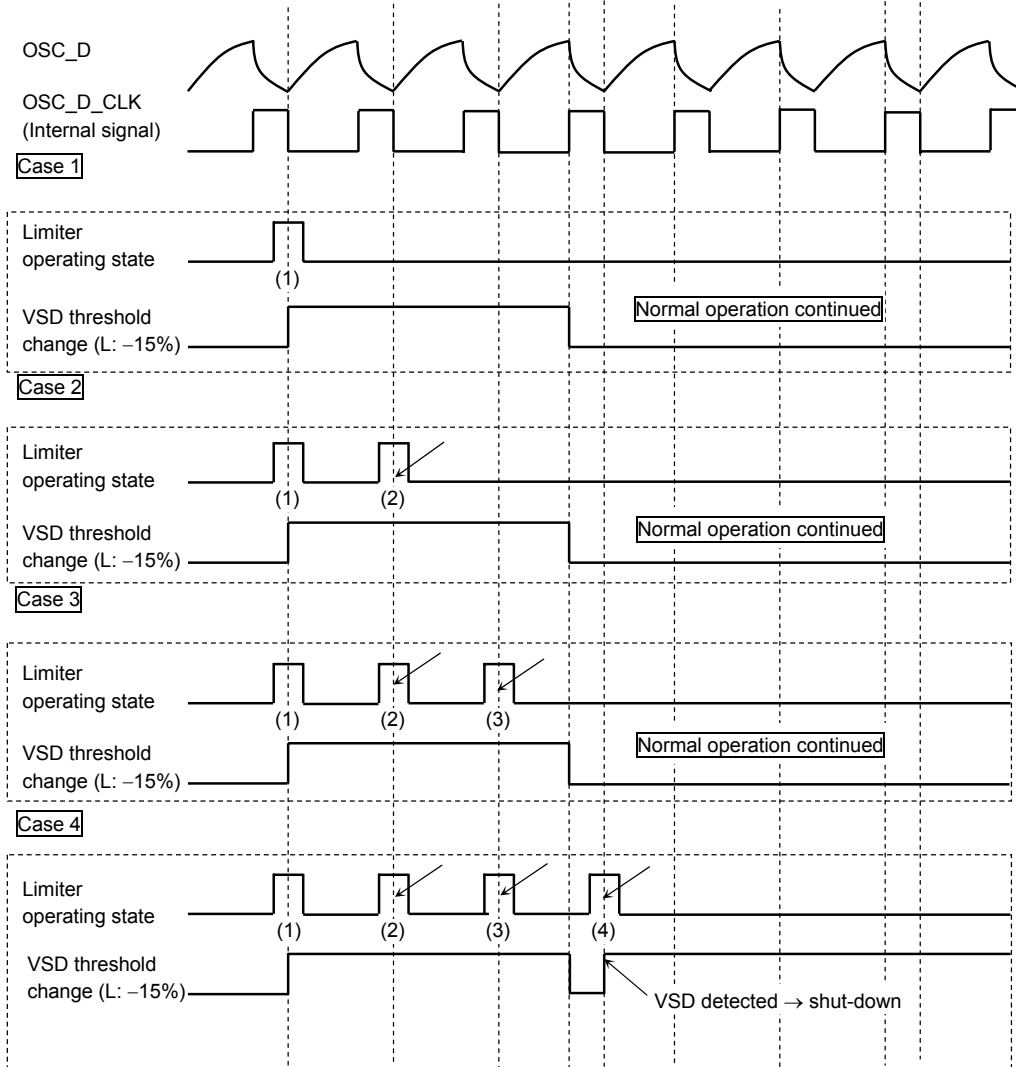 OSC_D
OSC_D_CLK
(Internal signal)
Case 1
Limiter
operating state
(1)
VSD threshold
change (L: −15%)
Normal operation continued
Case 2
Limiter
operating state
(1) (2)
VSD threshold
change (L: −15%)
Normal operation continued
Case 3
Limiter
operating state
(1) (2) (3)
VSD threshold
change (L: −15%)
Normal operation continued
Case 4
Limiter
operating state
(1) (2) (3) (4)
VSD threshold
change (L: −15%)
VSD detected → shut-down